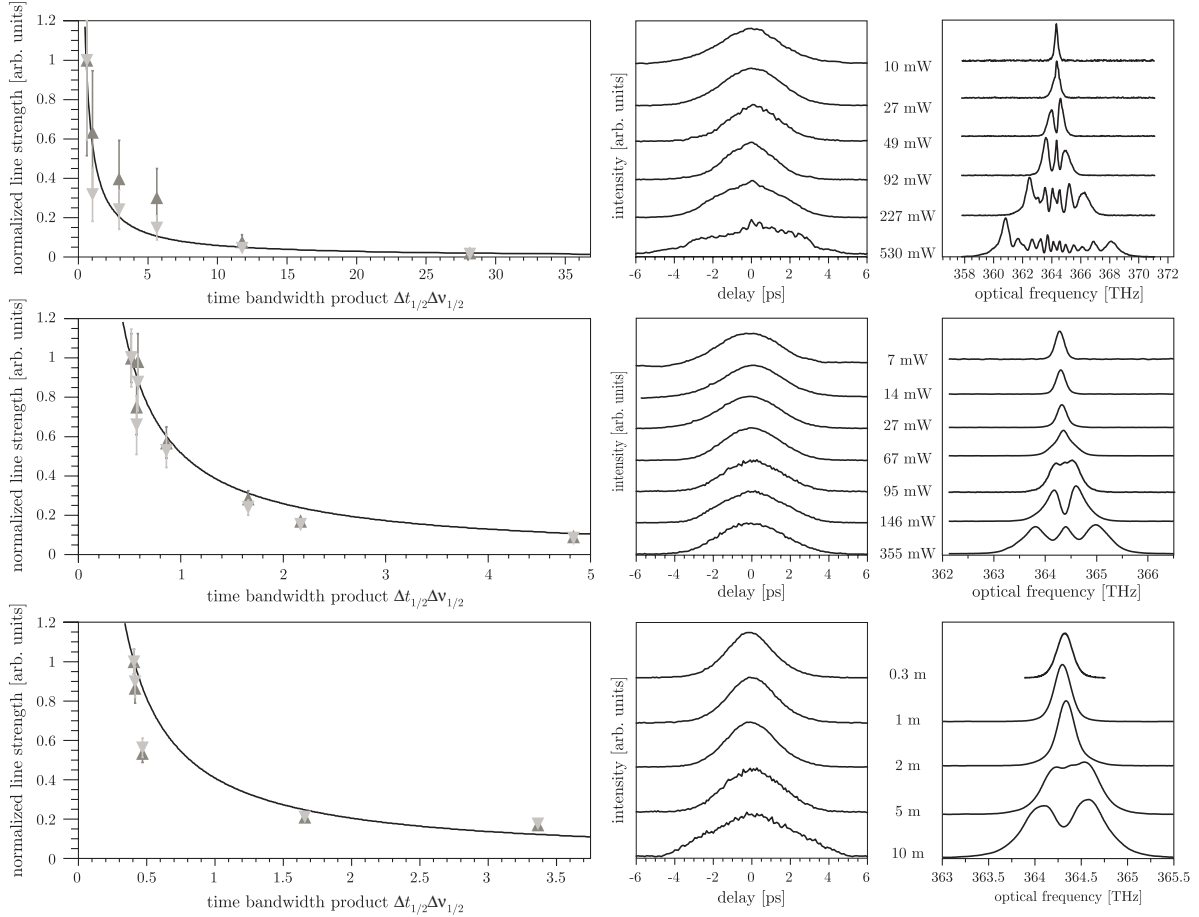 normalized line strength [arb. units]
1.2
1
0.8
0.6
0.4
0.2
0
0 5 10 15 20 25 30 35
time bandwidth product Δt1/2Δν1/2
intensity [arb. units]
-6 -4 -2 0 2 4 6
delay [ps]
10 mW
27 mW
49 mW
92 mW
227 mW
530 mW
358 360 362 364 366 368 370 372
optical frequency [THz]
normalized line strength [arb. units]
1.2
1
0.8
0.6
0.4
0.2
0
0 1 2 3 4 5
time bandwidth product Δt1/2Δν1/2
intensity [arb. units]
-6 -4 -2 0 2 4 6
delay [ps]
7 mW
14 mW
27 mW
67 mW
95 mW
146 mW
355 mW
362 363 364 365 366
optical frequency [THz]
normalized line strength [arb. units]
1.2
1
0.8
0.6
0.4
0.2
0
0 0.5 1 1.5 2 2.5 3 3.5
time bandwidth product Δt1/2Δν1/2
intensity [arb. units]
-6 -4 -2 0 2 4 6
delay [ps]
0.3 m
1 m
2 m
5 m
10 m
363 363.5 364 364.5 365 365.5
optical frequency [THz]